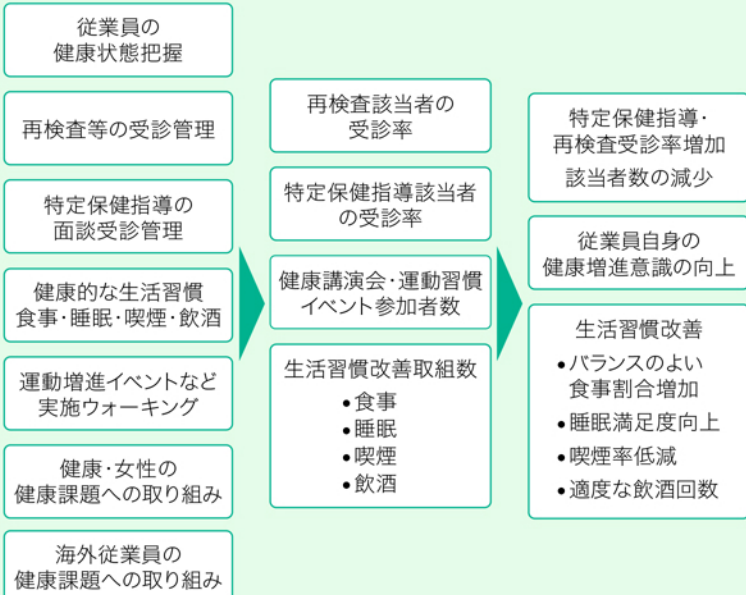 従業員の
健康状態把握
再検査等の受診管理
特定保健指導の
面談受診管理
健康的な生活習慣
食事・睡眠・喫煙・飲酒
運動増進イベントなど
実施ウォーキング
健康・女性の
健康課題への取り組み
海外従業員の
健康課題への取り組み
再検査該当者の
受診率
特定保健指導該当者
の受診率
健康講演会・運動習慣
イベント参加者数
生活習慣改善取組数
•食事
•睡眠
•喫煙
•飲酒
特定保健指導・
再検査受診率増加
該当者数の減少
従業員自身の
健康増進意識の向上
生活習慣改善
•バランスのよい
食事割合増加
•睡眠満足度向上
•喫煙率低減
•適度な飲酒回数